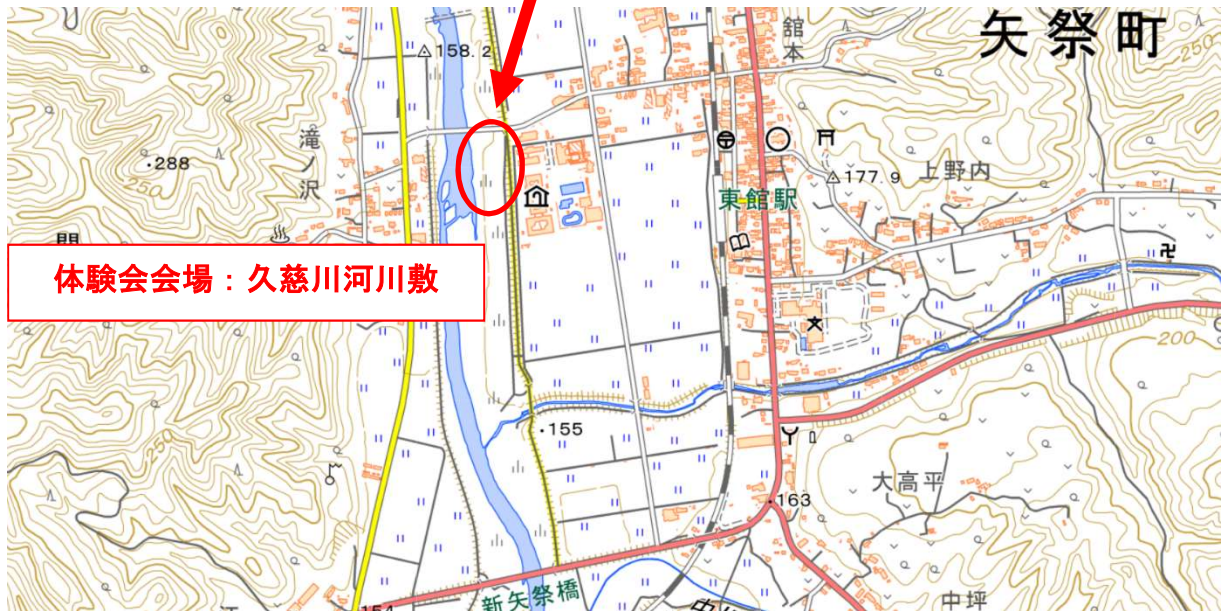 矢祭町
舘本
158.2
250
滝ノ沢
288
250
177.9
上野内
東館駅
体験会会場：久慈川河川敷
200
250
155
大高平
163
新矢祭橋
中坪